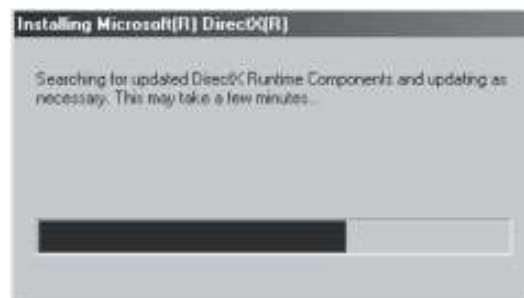 Installing Microsoft(R) DirectX(R)
Searching for updated DirectX Runtime Components and updating as
necessary. This may take a few minutes...